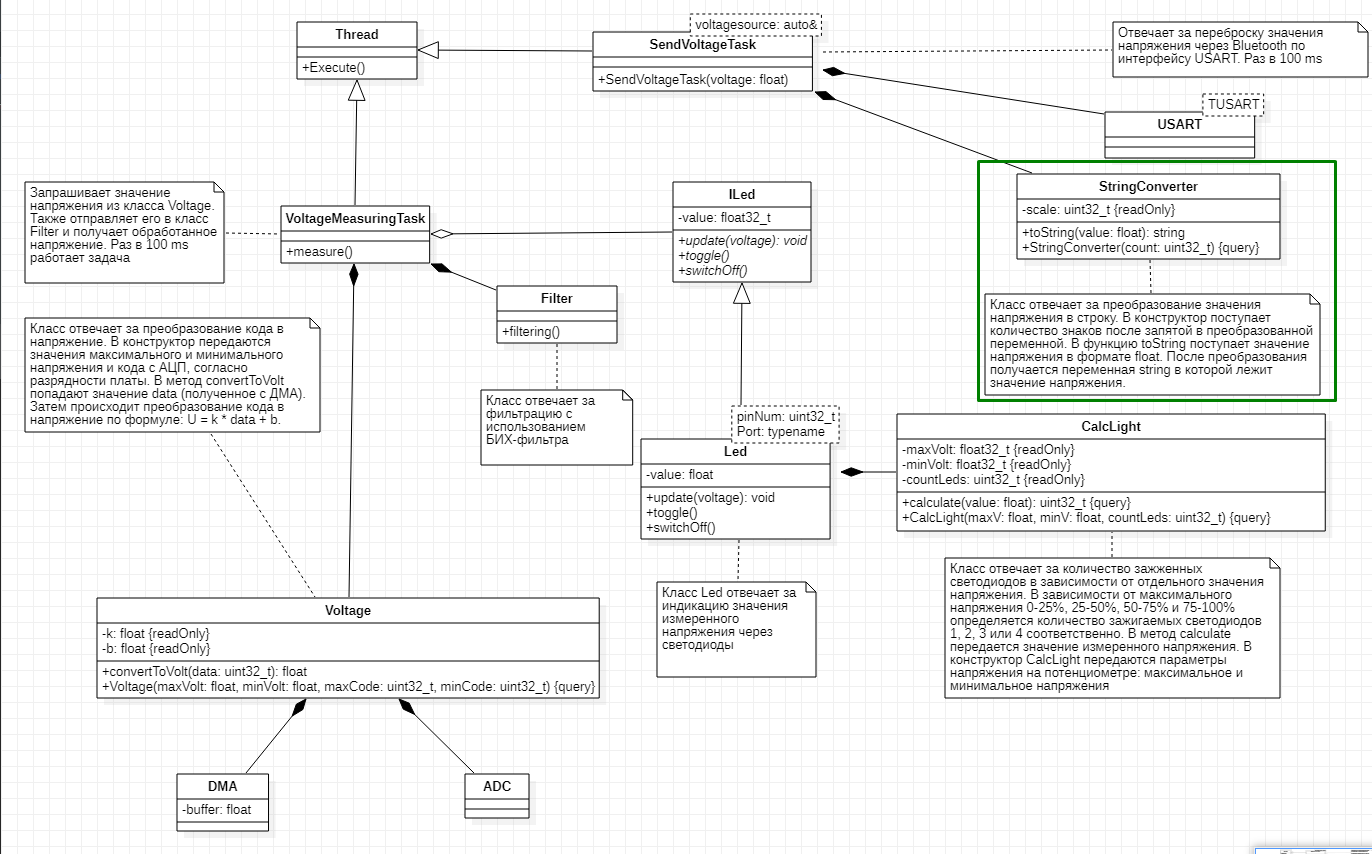 Thread
+Execute()
voltagesource: auto&
SendVoltageTask
+SendVoltageTask(voltage: float)
Отвечает за переброску значения
напряжения через Bluetooth по
интерфейсу USART. Раз в 100 ms
TUSART
USART
StringConverter
-scale: uint32_t {readOnly}
+toString(value: float): string
+StringConverter(count: uint32_t) {query}
Класс отвечает за преобразование значения
напряжения в строку. В конструктор поступает
количество знаков после запятой в преобразованной
переменной. В функцию toString поступает значение
напряжения в формате float. После преобразования
получается переменная string в которой лежит
значение напряжения.
Запрашивает значение
напряжения из класса Voltage.
Также отправляет его в класс
Filter и получает обработанное
напряжение. Раз в 100 ms
работает задача
VoltageMeasuringTask
+measure()
ILed
-value: float32_t
+update(voltage): void
+toggle()
+switchOff()
Filter
+filtering()
Класс отвечает за
фильтрацию с
использованием
БИХ-фильтра
Класс отвечает за преобразование кода в
напряжение. В конструктор передаются
значения максимального и минимального
напряжения и кода с АЦП, согласно
разрядности платы. В метод convertToVolt
попадают значение data (полученное с ДМА).
Затем происходит преобразование кода в
напряжение по формуле: U = k * data + b.
pinNum: uint32_t
Port: typename
Led
-value: float
+update(voltage): void
+toggle()
+switchOff()
Класс Led отвечает за
индикацию значения
измеренного
напряжения через
светодиоды
CalcLight
-maxVolt: float32_t {readOnly}
-minVolt: float32_t {readOnly}
-countLeds: uint32_t {readOnly}
+calculate(value: float): uint32_t {query}
+CalcLight(maxV: float, minV: float, countLeds: uint32_t) {query}
Класс отвечает за количество зажженных
светодиодов в зависимости от отдельного значения
напряжения. В зависимости от максимального
напряжения 0-25%, 25-50%, 50-75% и 75-100%
определяется количество зажигаемых светодиодов
1, 2, 3 или 4 соответственно. В метод calculate
передается значение измеренного напряжения. В
конструктор CalcLight передаются параметры
напряжения на потенциометре: максимальное и
минимальное напряжения
Voltage
-k: float {readOnly}
-b: float {readOnly}
+convertToVolt(data: uint32_t): float
+Voltage(maxVolt: float, minVolt: float, maxCode: uint32_t, minCode: uint32_t) {query}
DMA
-buffer: float
ADC